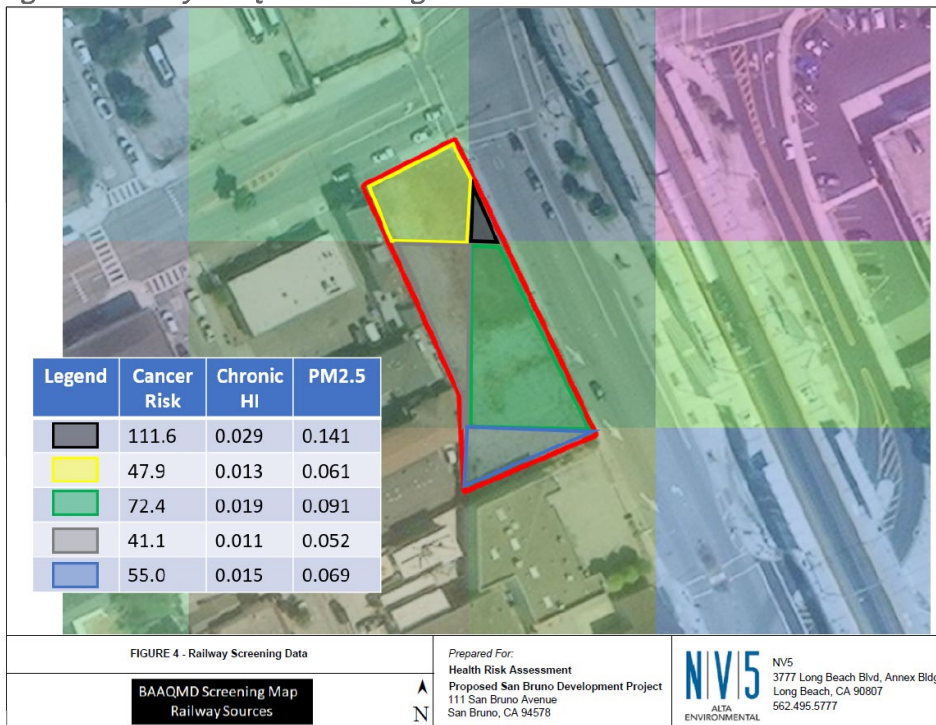 Legend Cancer Risk Chronic HI PM2.5
111.6 0.029 0.141
47.9 0.013 0.061
72.4 0.019 0.091
41.1 0.011 0.052
55.0 0.015 0.069
FIGURE 4 - Railway Screening Data
BAAQMD Screening Map
Railway Sources
N
Prepared For:
Health Risk Assessment
Proposed San Bruno Development Project
111 San Bruno Avenue
San Bruno, CA 94578
N|V|5
ALTA
ENVIRONMENTAL
NV5
3777 Long Beach Blvd, Annex Bldg
Long Beach, CA 90807
562.495.5777